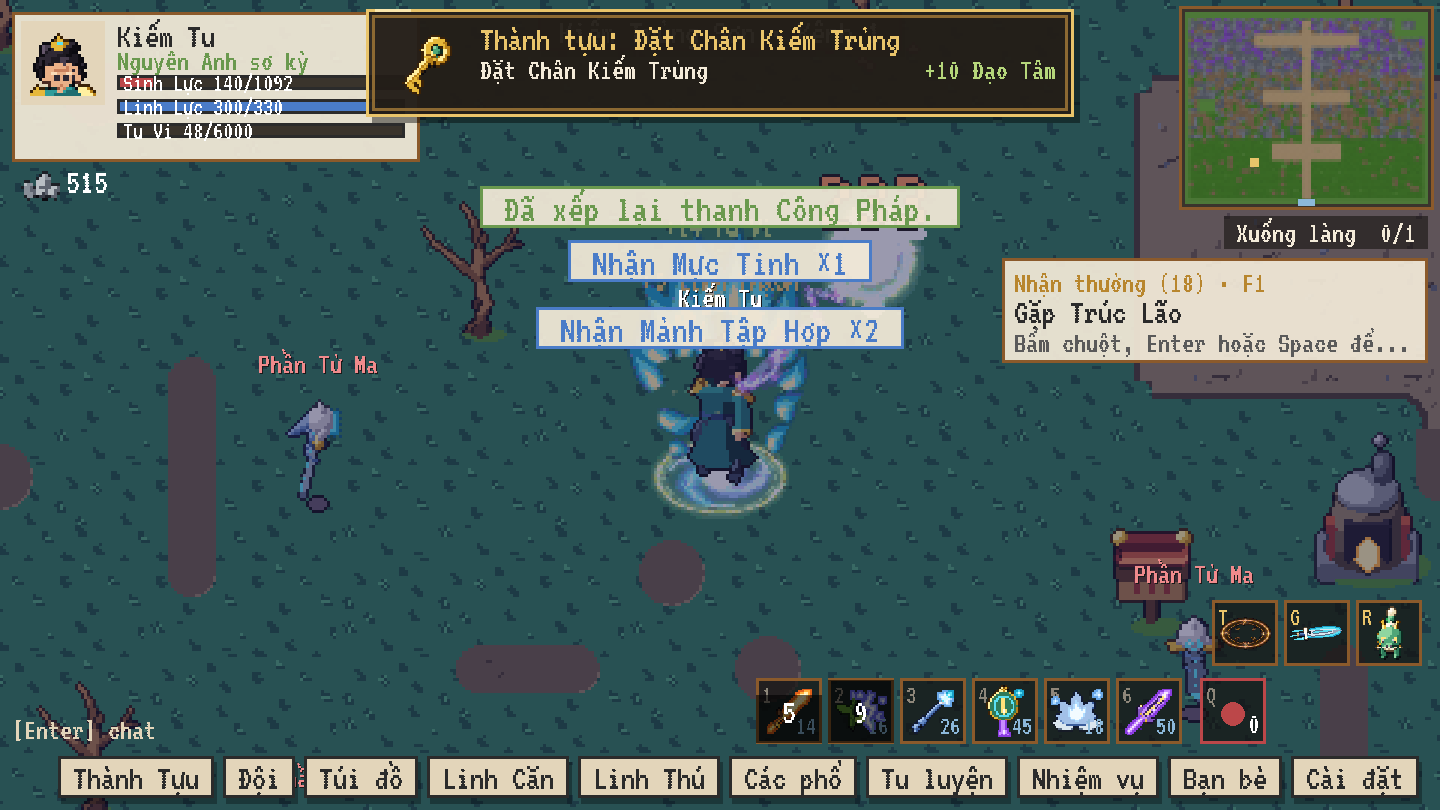 Kiếm Tu
Nguyên Anh sơ kỳ
Sinh Lực 140/1092
Linh Lực 300/330
Tu Vi 48/6000
515
Thành tựu: Đặt Chân Kiếm Trủng
Đặt Chân Kiếm Trủng
+10 Đạo Tâm
Xuống làng 0/1
Nhận thưởng (18) · F1
Gặp Trúc Lão
Bấm chuột, Enter hoặc Space để...
Đã xếp lại thanh Công Pháp.
Nhận Mực Tinh X1
Kiếm Tu
Nhận Mảnh Tập Hợp X2
Phần Tử Ma
Phần Tử Ma
T
G
R
1 5 14
2 9 16
3 26
4 45
5 18
6 50
Q 0
[Enter] chat
Thành Tựu
Đội
Túi đồ
Linh Căn
Linh Thú
Các phổ
Tu luyện
Nhiệm vụ
Bạn bè
Cài đặt